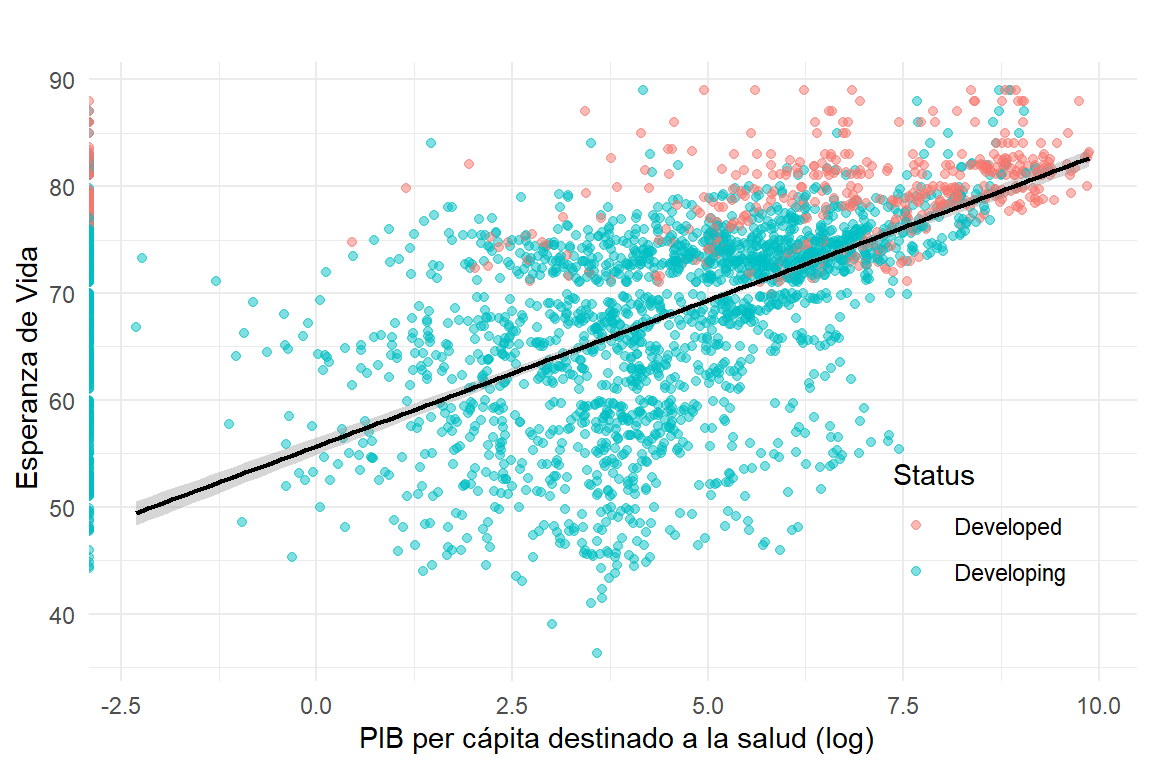 90
80
70
60
50
40
Esperanza de Vida
Status
Developed
Developing
-2.5
0.0
2.5
5.0
7.5
10.0
PIB per cápita destinado a la salud (log)